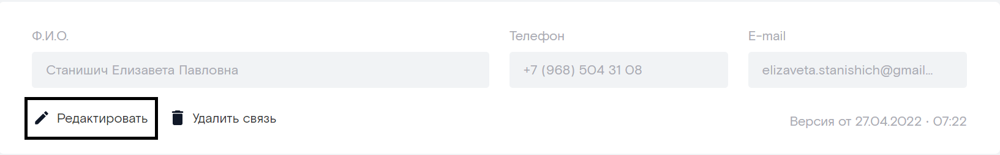 Ф.И.О.
Телефон
E-mail
Станишич Елизавета Павловна
+7 (968) 504 31 08
elizaveta.stanishich@gmail...
Редактировать
Удалить связь
Версия от 27.04.2022 · 07:22